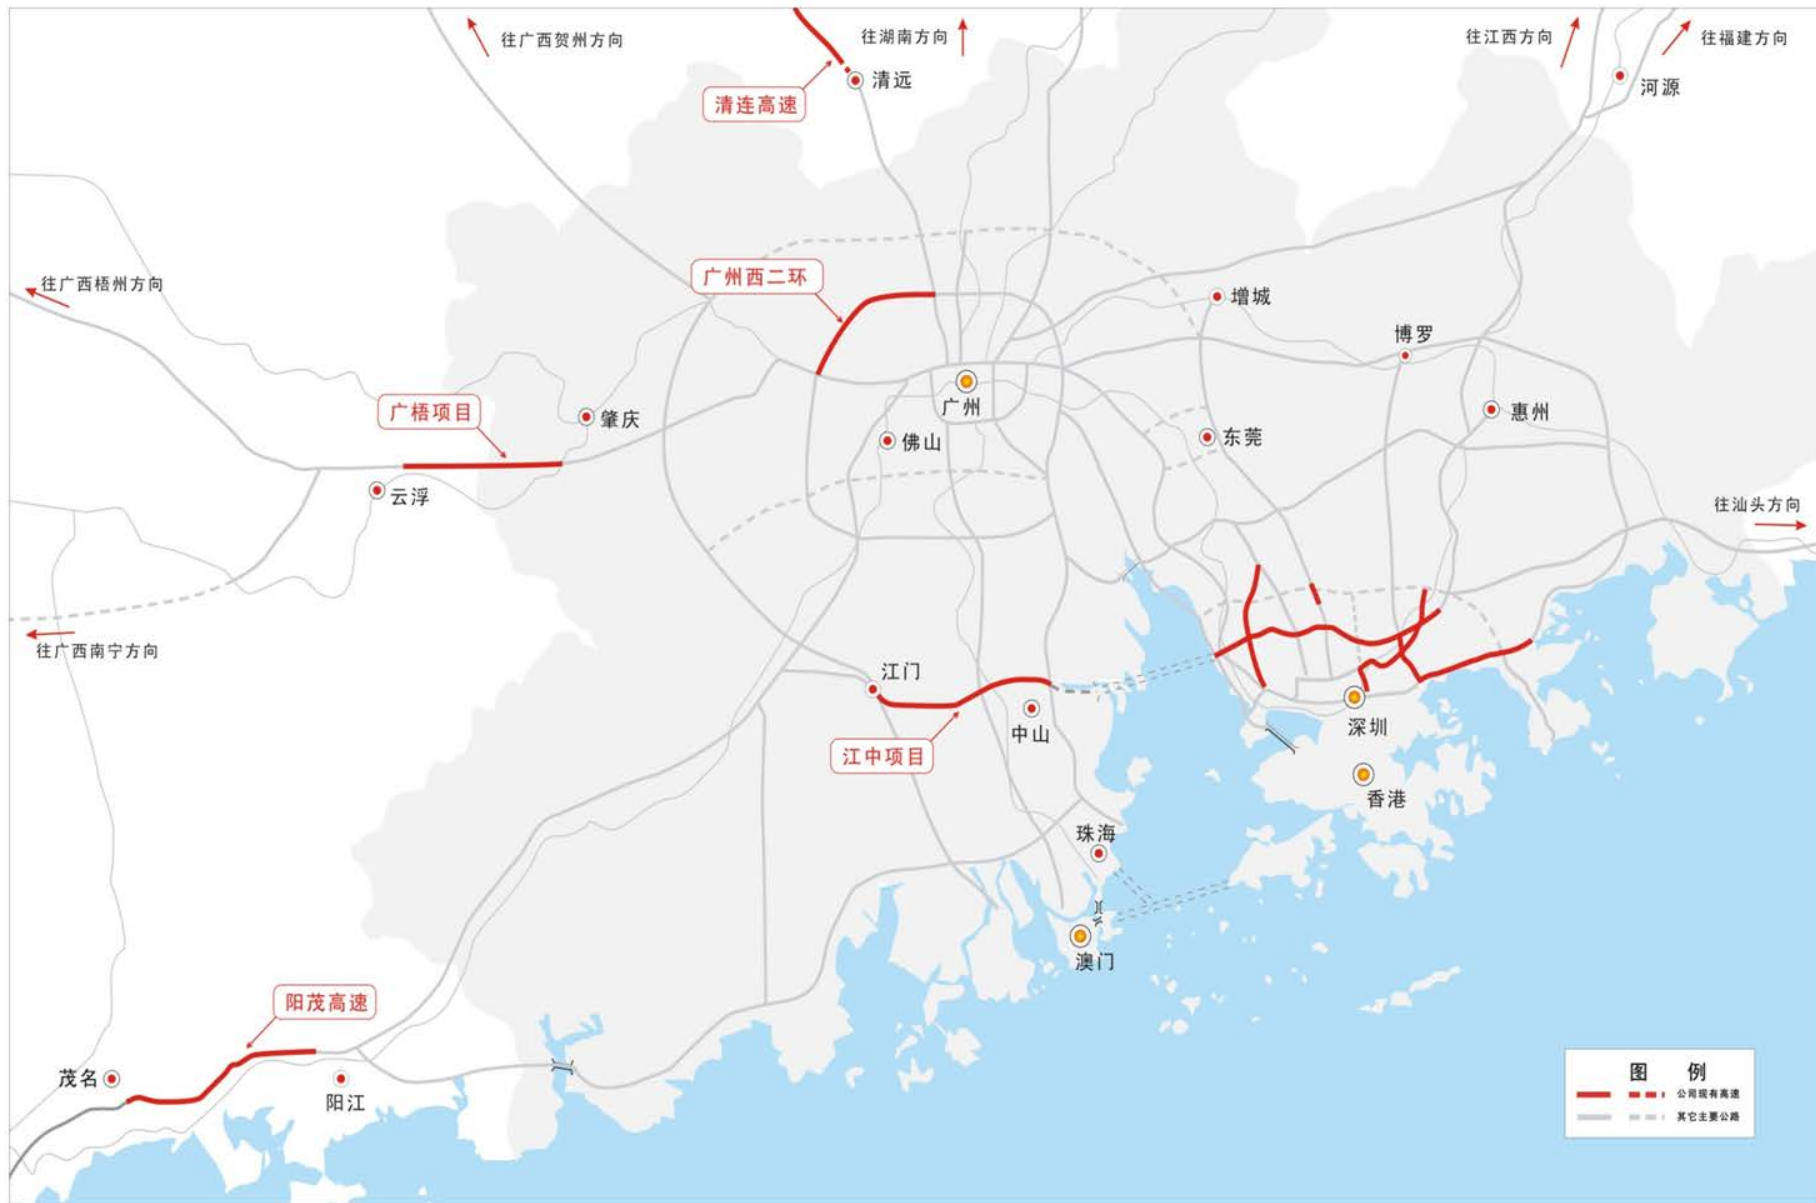 往广西贺州方向
往湖南方向
往江西方向
往福建方向
清远
河源
清连高速
广州西二环
往广西梧州方向
增城
博罗
广梧项目
肇庆
广州
惠州
佛山
东莞
云浮
往汕头方向
往广西南宁方向
江门
中山
深圳
江中项目
香港
珠海
澳门
阳茂高速
茂名
阳江
图 例
公司现有高速
其它主要公路